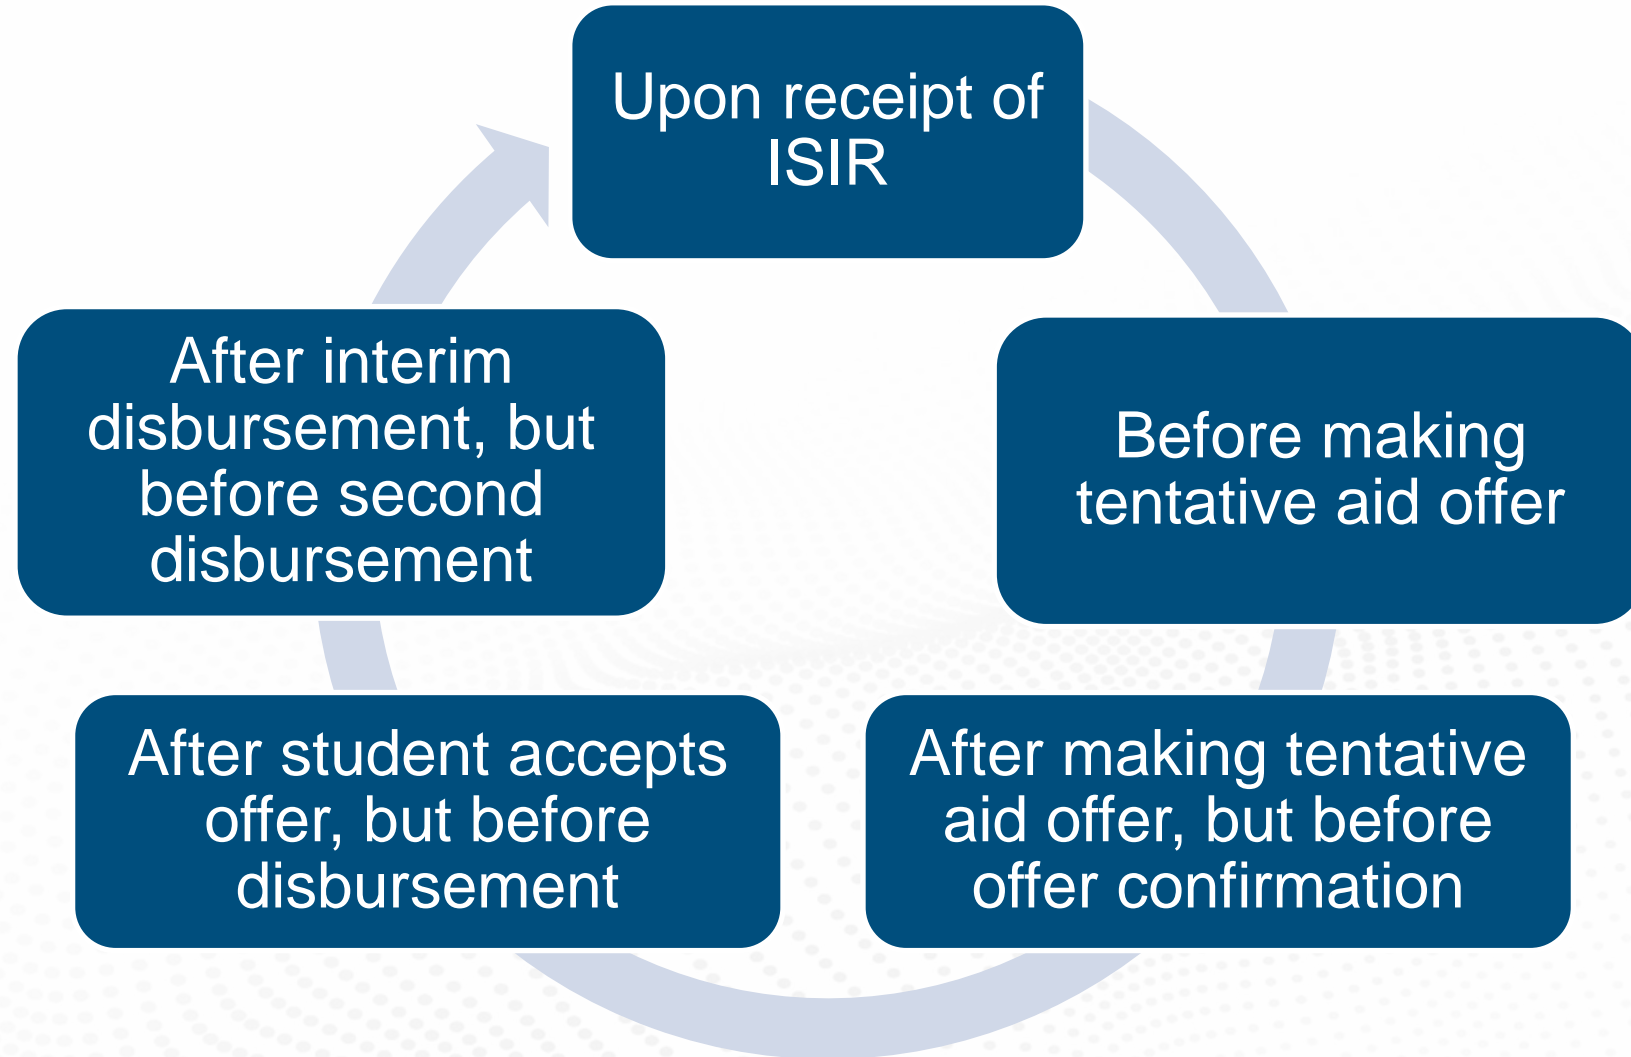 Upon receipt of
ISIR
Before making
tentative aid offer
After making tentative
aid offer, but before
offer confirmation
After student accepts
offer, but before
disbursement
After interim
disbursement, but
before second
disbursement